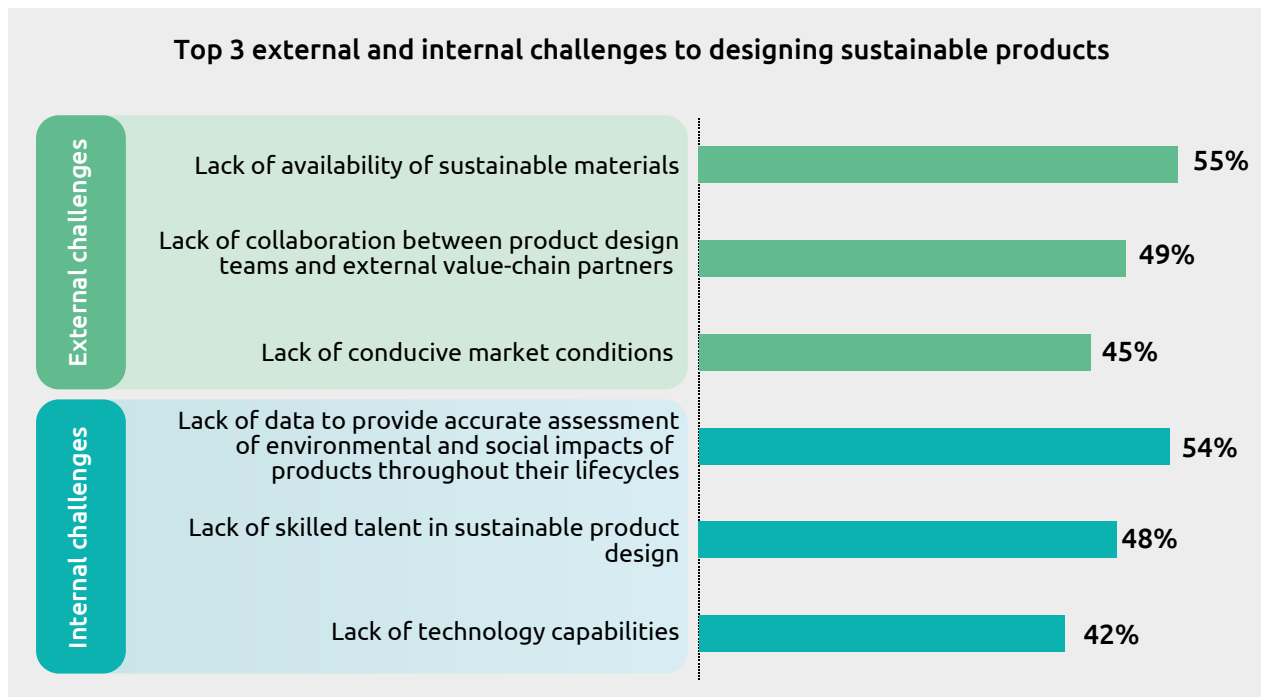 Top 3 external and internal challenges to designing sustainable products
External challenges
Lack of availability of sustainable materials
55%
Lack of collaboration between product design
teams and external value-chain partners
49%
Lack of conducive market conditions
45%
Internal challenges
Lack of data to provide accurate assessment
of environmental and social impacts of
products throughout their lifecycles
54%
Lack of skilled talent in sustainable product
design
48%
Lack of technology capabilities
42%